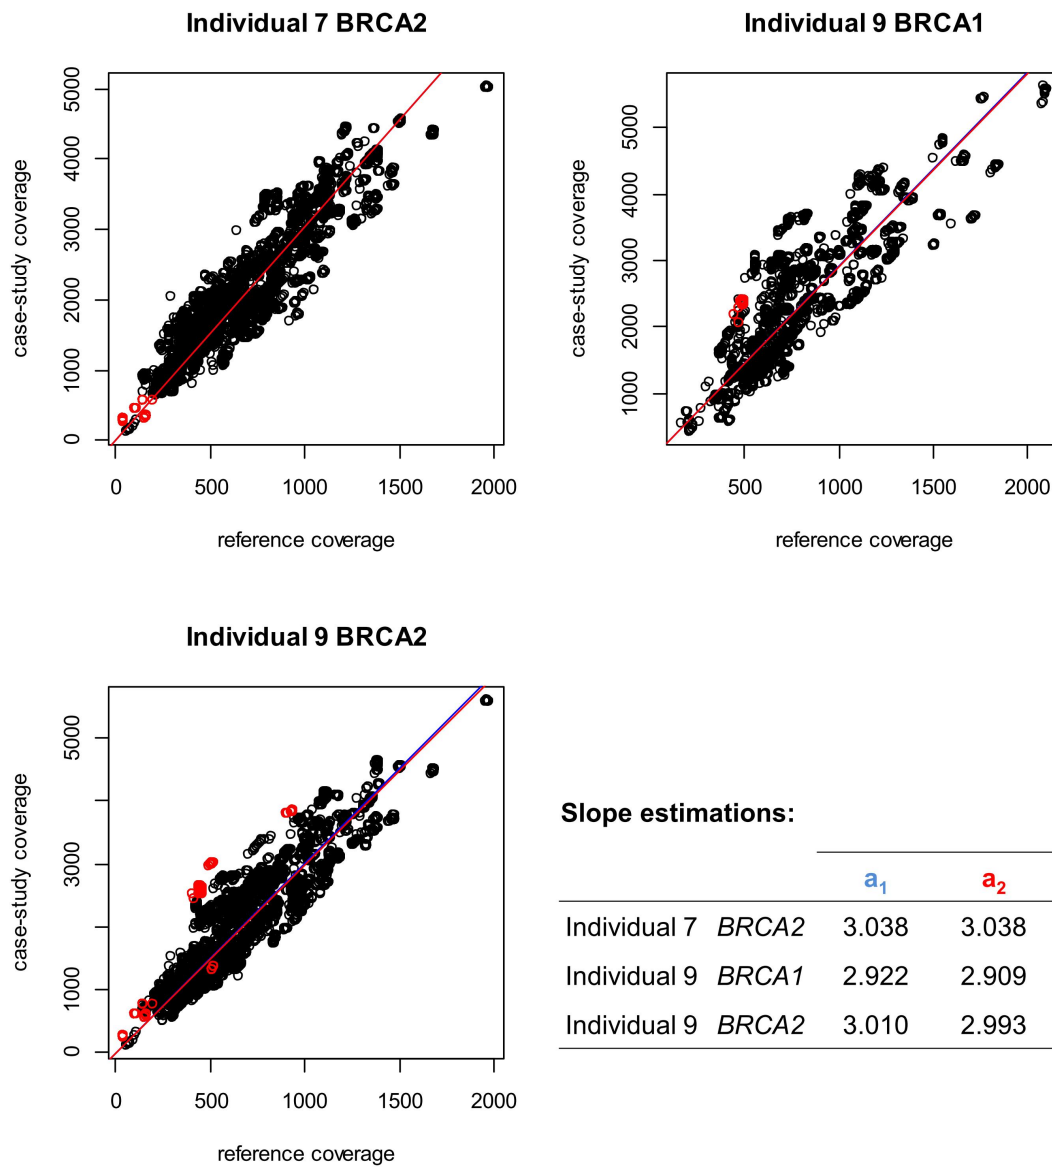 Individual 7 BRCA2
case-study coverage
5000
4000
3000
2000
1000
0
0 500 1000 1500 2000
reference coverage
Individual 9 BRCA1
case-study coverage
5000
4000
3000
2000
1000
500 1000 1500 2000
reference coverage
Individual 9 BRCA2
case-study coverage
5000
3000
1000
0
0 500 1000 1500 2000
reference coverage
Slope estimations:
a1 a2
Individual 7 BRCA2 3.038 3.038
Individual 9 BRCA1 2.922 2.909
Individual 9 BRCA2 3.010 2.993